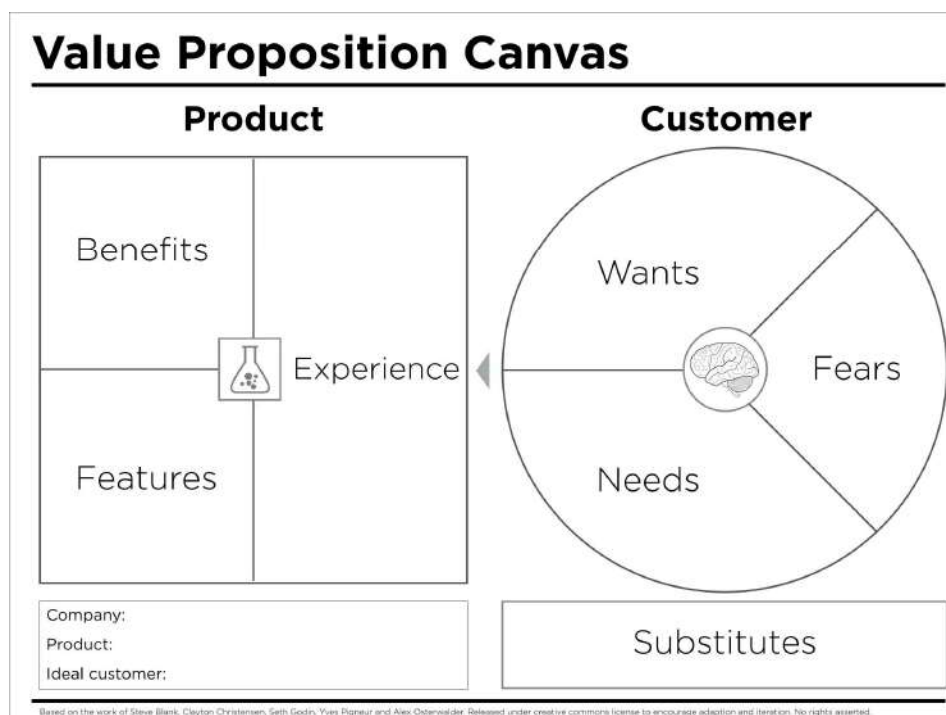 Value Proposition Canvas
Product
Customer
Benefits
Experience
Features
Wants
Fears
Needs
Company:
Product:
Ideal customer:
Substitutes
Based on the work of Steve Blank, Clayton Christensen, Seth Godin, Yves Pigneur and Alex Osterwalder. Released under creative commons license to encourage adaption and iteration. No rights asserted.